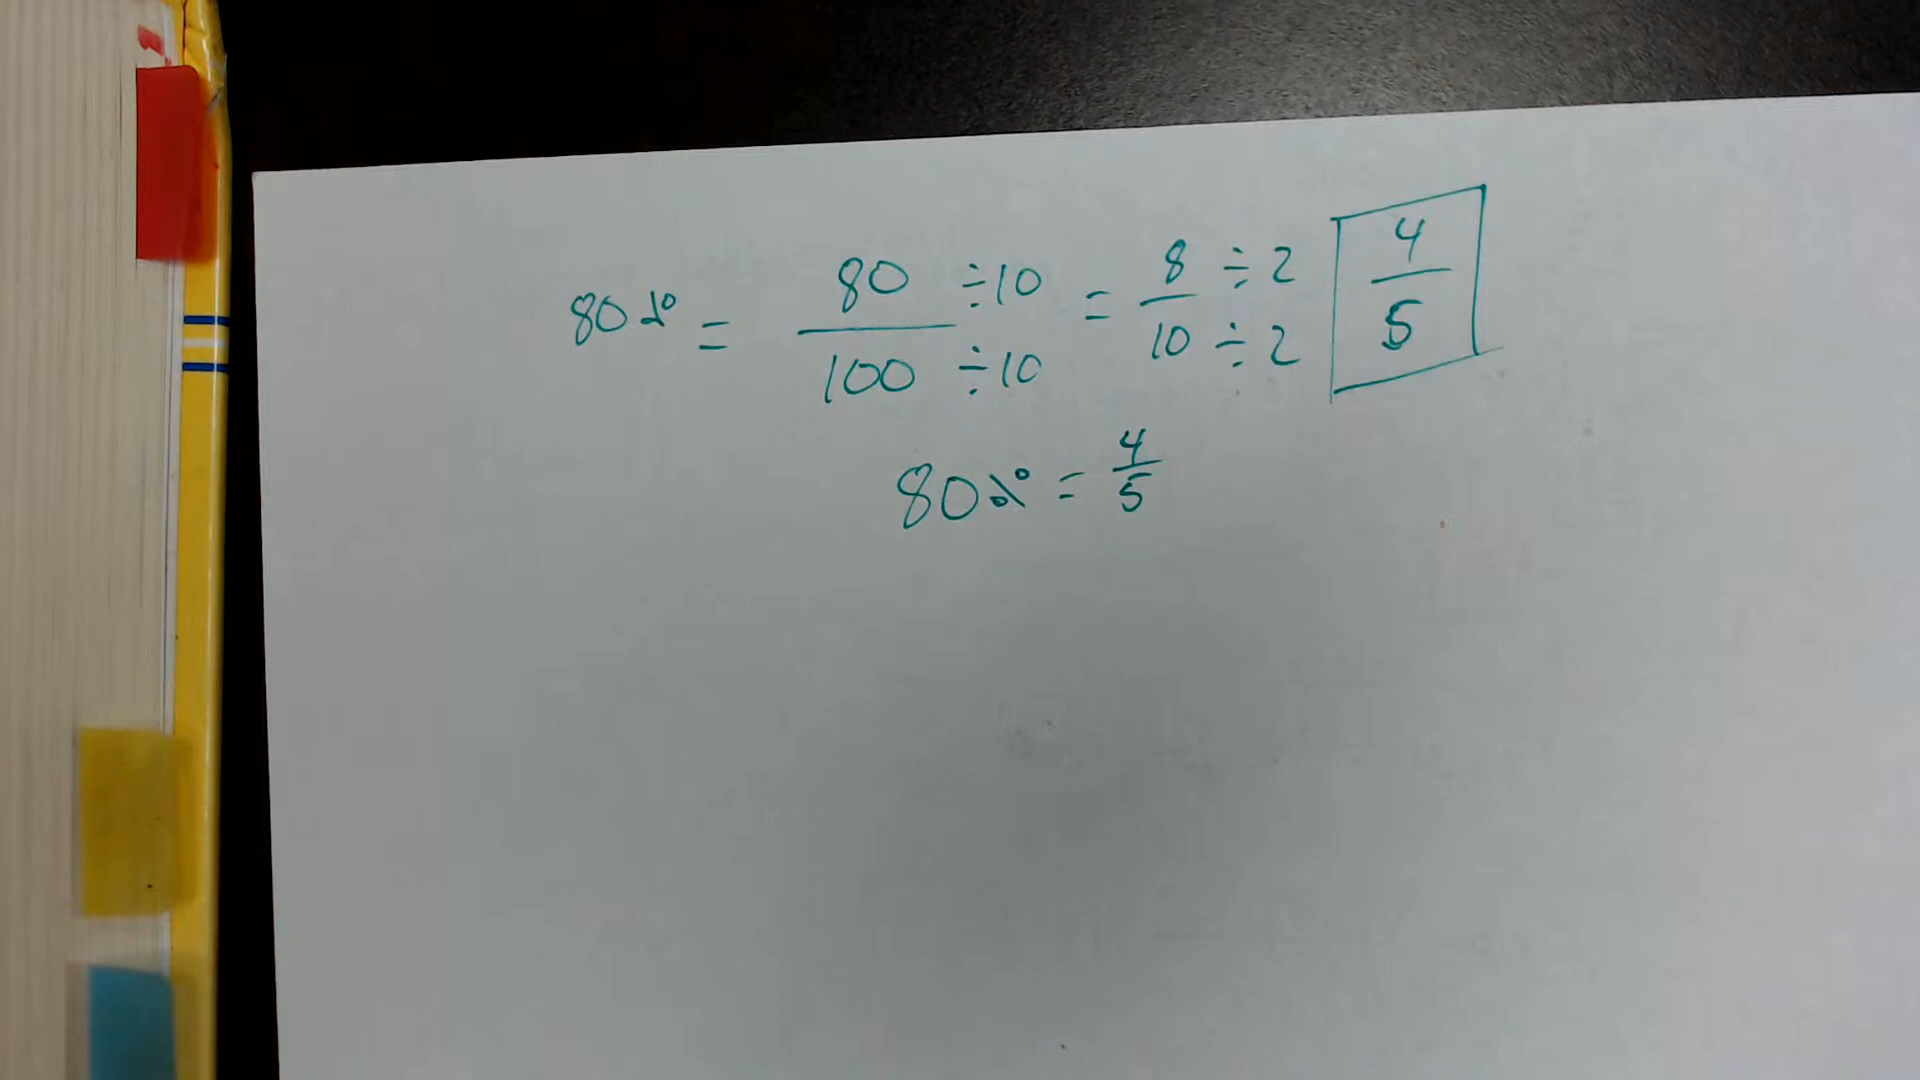 80% = 80/100 ÷10/÷10 = 8/10 ÷2/÷2 4/5
80% = 4/5